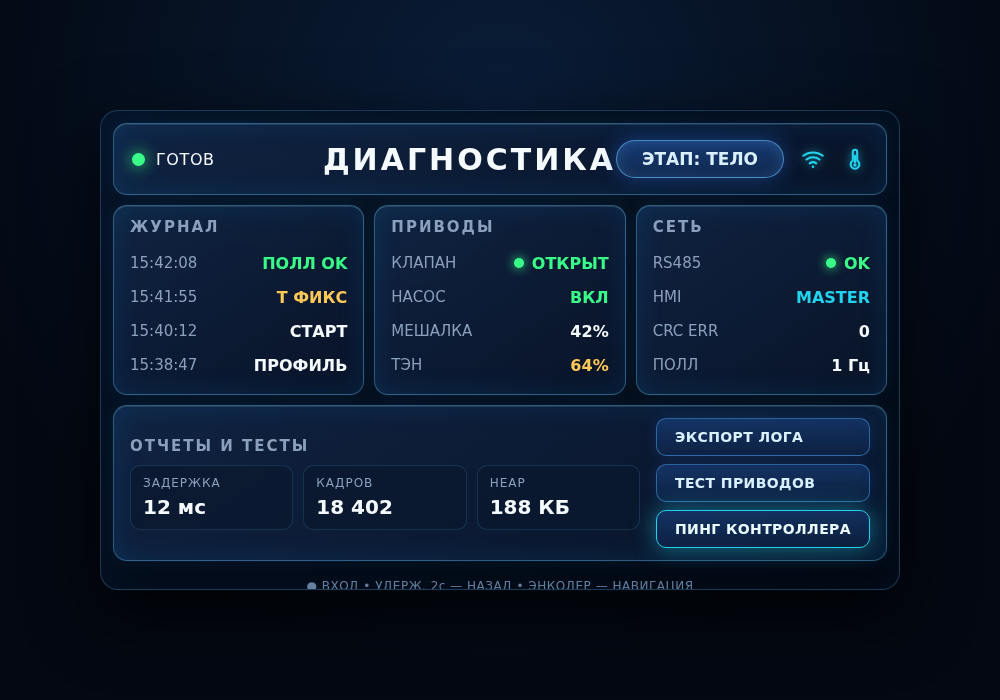 ГОТОВ
ДИАГНОСТИКА
ЭТАП: ТЕЛО
ЖУРНАЛ
15:42:08 ПОЛЛ OK
15:41:55 Т ФИКС
15:40:12 СТАРТ
15:38:47 ПРОФИЛЬ
ПРИВОДЫ
КЛАПАН ОТКРЫТ
НАСОС ВКЛ
МЕШАЛКА 42%
ТЭН 64%
СЕТЬ
RS485 OK
HMI MASTER
CRC ERR 0
ПОЛЛ 1 Гц
ОТЧЕТЫ И ТЕСТЫ
ЗАДЕРЖКА
12 мс
КАДРОВ
18 402
HEAP
188 КБ
ЭКСПОРТ ЛОГА
ТЕСТ ПРИВОДОВ
ПИНГ КОНТРОЛЛЕРА
● ВХОД • УДЕРЖ. 2с — НАЗАД • ЭНКОДЕР — НАВИГАЦИЯ